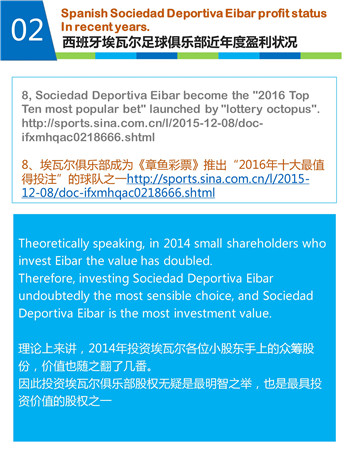 02
Spanish Sociedad Deportiva Eibar profit status
In recent years.
西班牙埃瓦尔足球俱乐部近年度盈利状况
8, Sociedad Deportiva Eibar become the "2016 Top
Ten most popular bet" launched by "lottery octopus".
http://sports.sina.com.cn/l/2015-12-08/doc-
ifxmhqac0218666.shtml
8、埃瓦尔俱乐部成为《章鱼彩票》推出“2016年十大最值
得投注”的球队之一http://sports.sina.com.cn/l/2015-
12-08/doc-ifxmhqac0218666.shtml
Theoretically speaking, in 2014 small shareholders who
invest Eibar the value has doubled.
Therefore, investing Sociedad Deportiva Eibar
undoubtedly the most sensible choice, and Sociedad
Deportiva Eibar is the most investment value.
理论上来讲，2014年投资埃瓦尔各位小股东手上的众筹股
份，价值也随之翻了几番。
因此投资埃瓦尔俱乐部股权无疑是最明智之举，也是最具投
资价值的股权之一